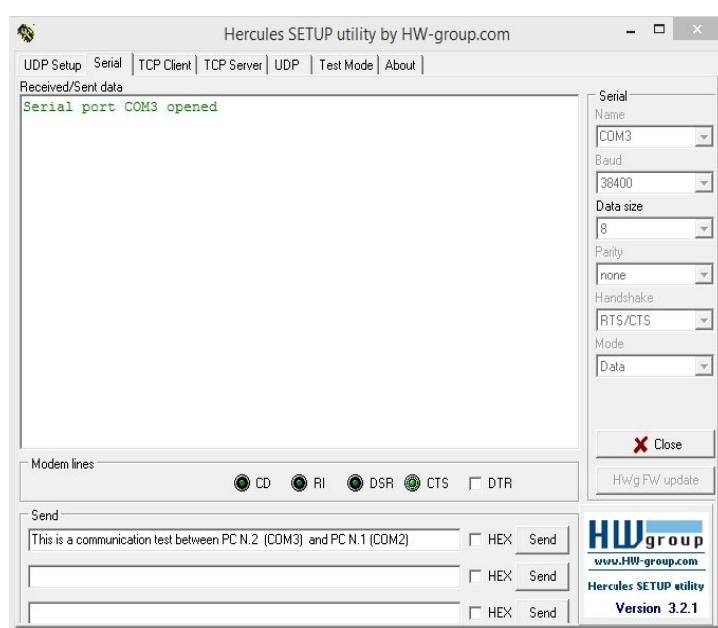 Hercules SETUP utility by HW-group.com
UDP Setup Serial TCP Client TCP Server UDP Test Mode About
Received/Sent data
Serial port COM3 opened
Serial
Name
COM3
Baud
38400
Data size
8
Parity
none
Handshake
RTS/CTS
Mode
Data
Close
HWg FW update
Modem lines
CD RI DSR CTS DTR
Send
This is a communication test between PC N.2 (COM3) and PC N.1 (COM2) HEX Send
HEX Send
HEX Send
HWgroup
www.HW-group.com
Hercules SETUP utility
Version 3.2.1